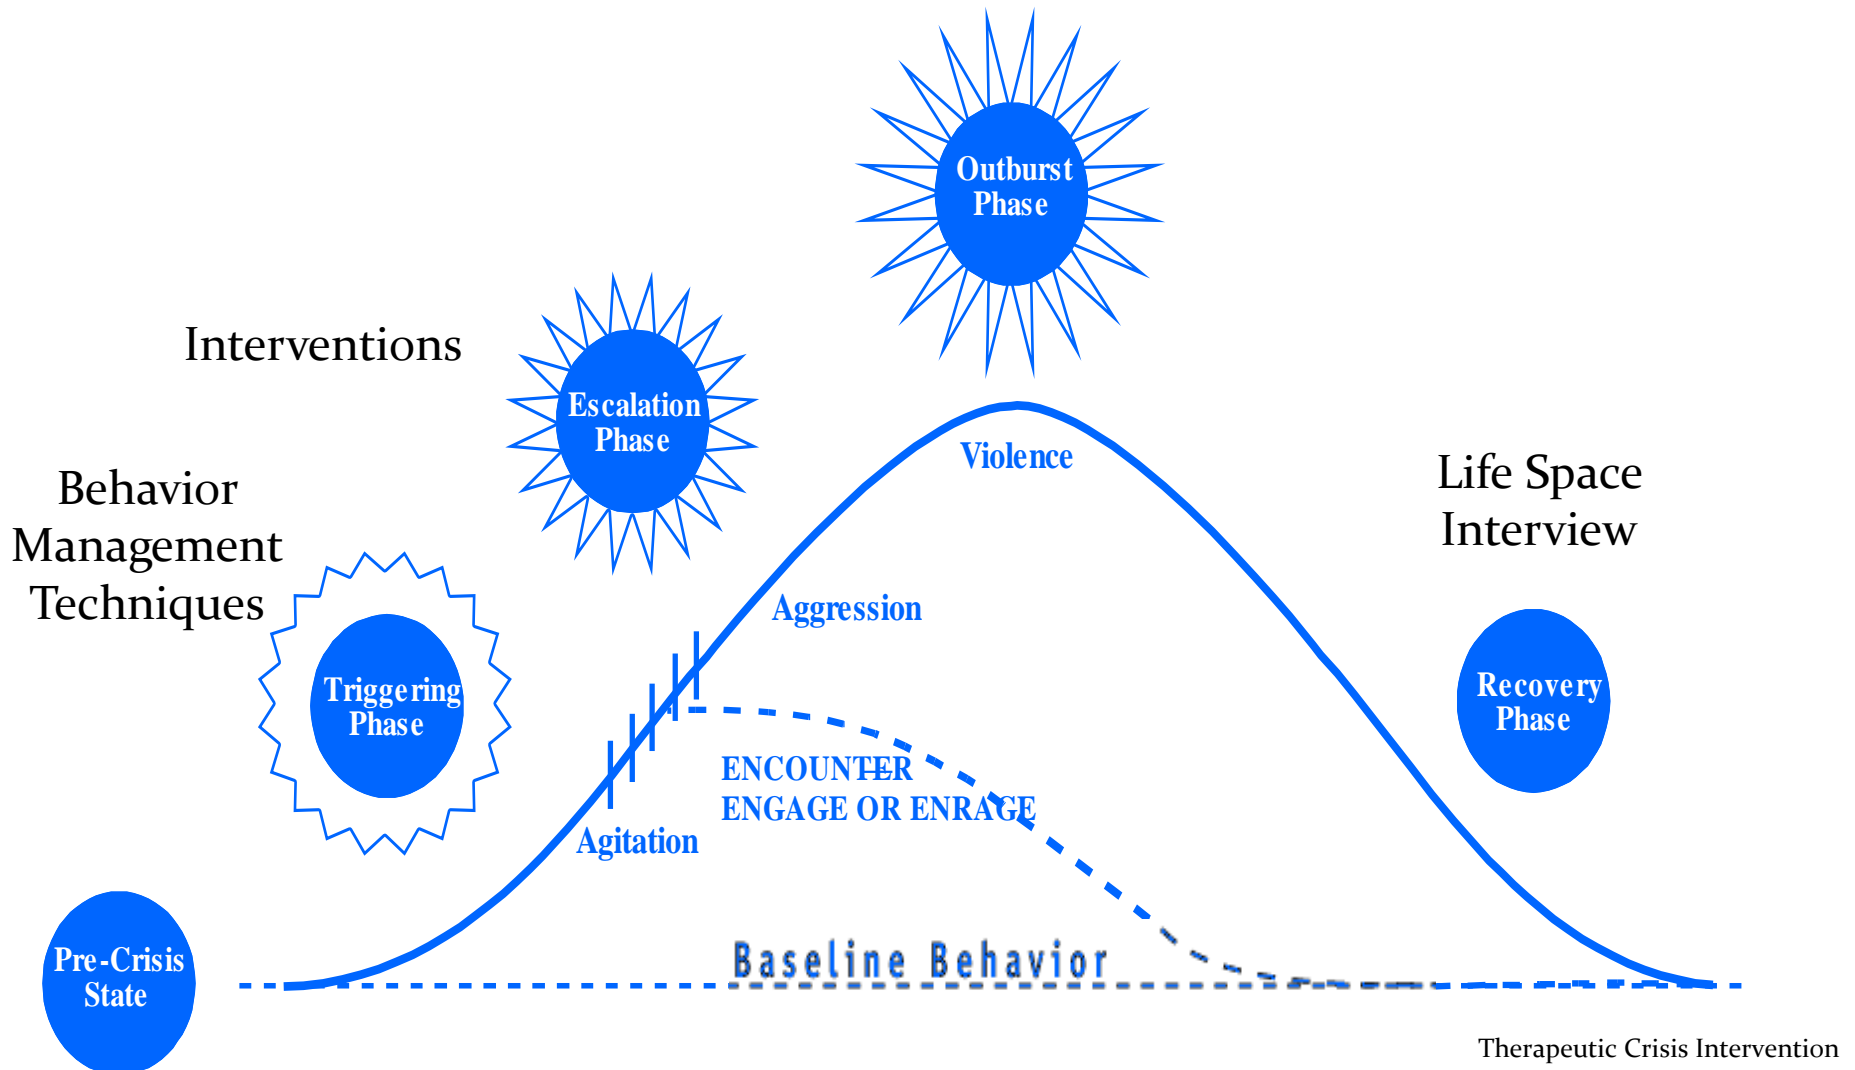 Outburst
Phase
Interventions
Escalation
Phase
Violence
Behavior
Management
Techniques
Life Space
Interview
Aggression
Triggering
Phase
Recovery
Phase
ENCOUNTER
ENGAGE OR ENRAGE
Agitation
Pre-Crisis
State
Baseline Behavior
Therapeutic Crisis Intervention